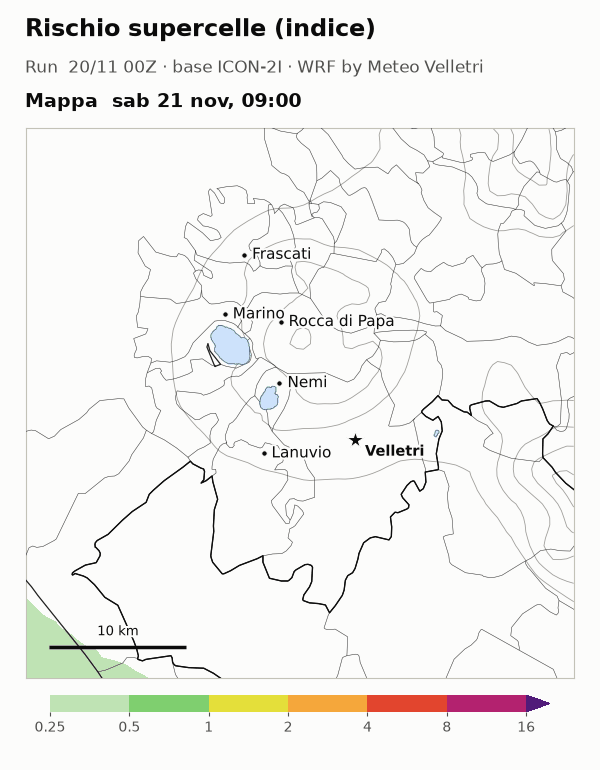 Rischio supercelle (indice)
Run  20/11 00Z · base ICON-2I · WRF by Meteo Velletri
Mappa  sab 21 nov, 09:00
Frascati
Marino
Rocca di Papa
Nemi
Velletri
Lanuvio
10 km
0.25 0.5 1 2 4 8 16